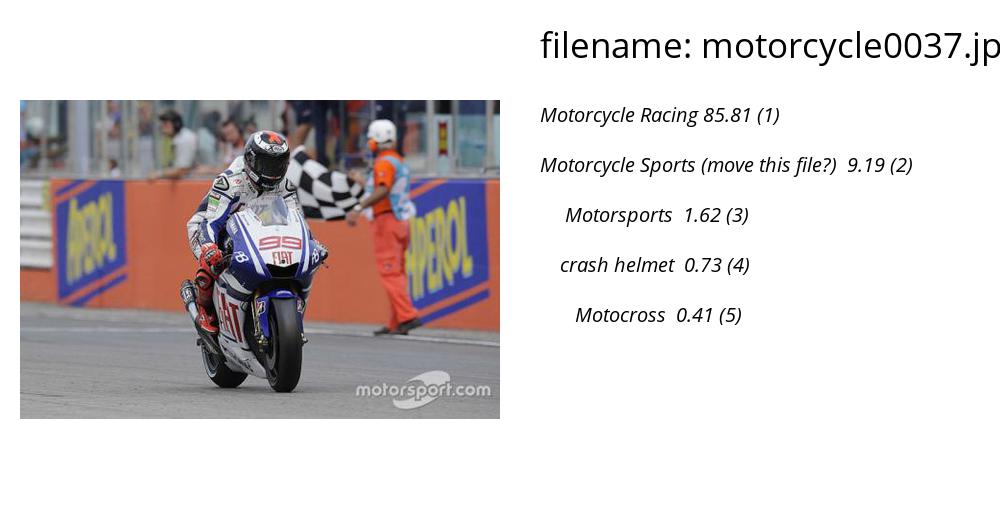 filename: motorcycle0037.jp
Motorcycle Racing 85.81 (1)
Motorcycle Sports (move this file?) 9.19 (2)
Motorsports 1.62 (3)
crash helmet 0.73 (4)
Motocross 0.41 (5)
APEROL
APEROL
99
FIAT
FIAT
motorsport.com